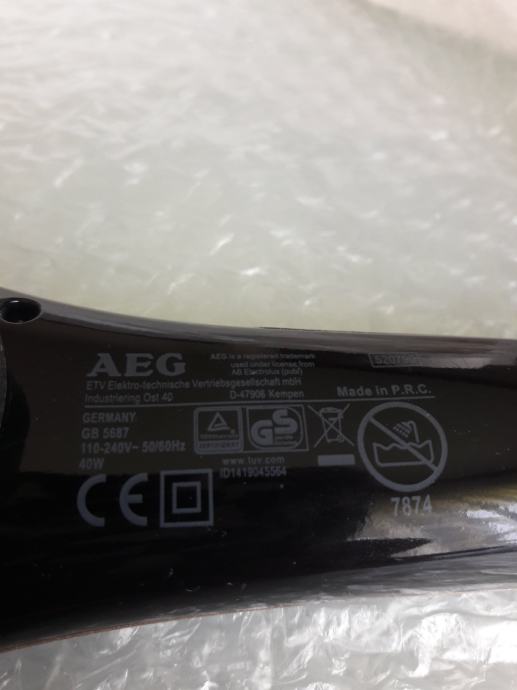 AEG
AEG is a registered trademark
used under license from
AB Electrolux (publ)
ETV Elektro-technische Vertriebsgesellschaft mbH
Industriering Ost 40 D-47906 Kempen
Made in P.R.C.
GERMANY
GB 5687
110-240V~ 50/60Hz
40W
GS
www.tuv.com
ID1419045564
CE
7874